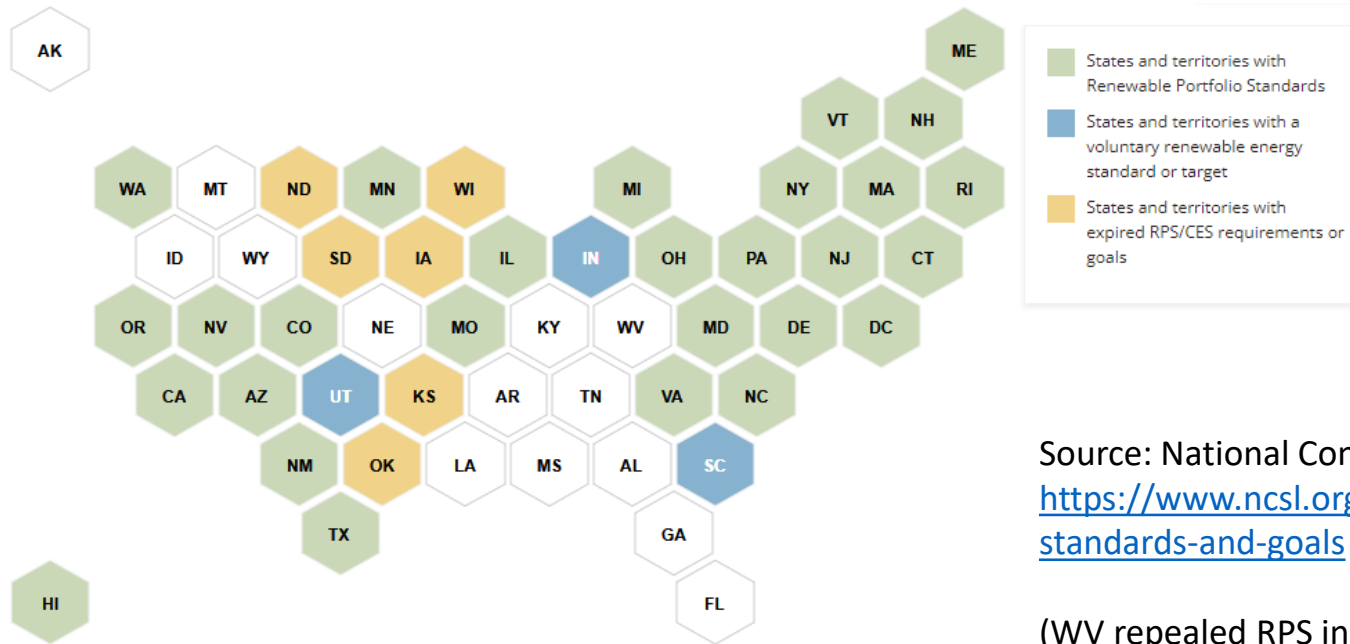 AK
ME
VT NH
WA MT ND MN WI MI NY MA RI
ID WY SD IA IL IN OH PA NJ CT
OR NV CO NE MO KY WV MD DE DC
CA AZ UT KS AR TN VA NC
NM OK LA MS AL SC
TX GA
HI FL
States and territories with
Renewable Portfolio Standards
States and territories with a
voluntary renewable energy
standard or target
States and territories with
expired RPS/CES requirements or
goals
Source: National
https://www.ncsl.org
standards-and-goals
(WV repealed RPS in